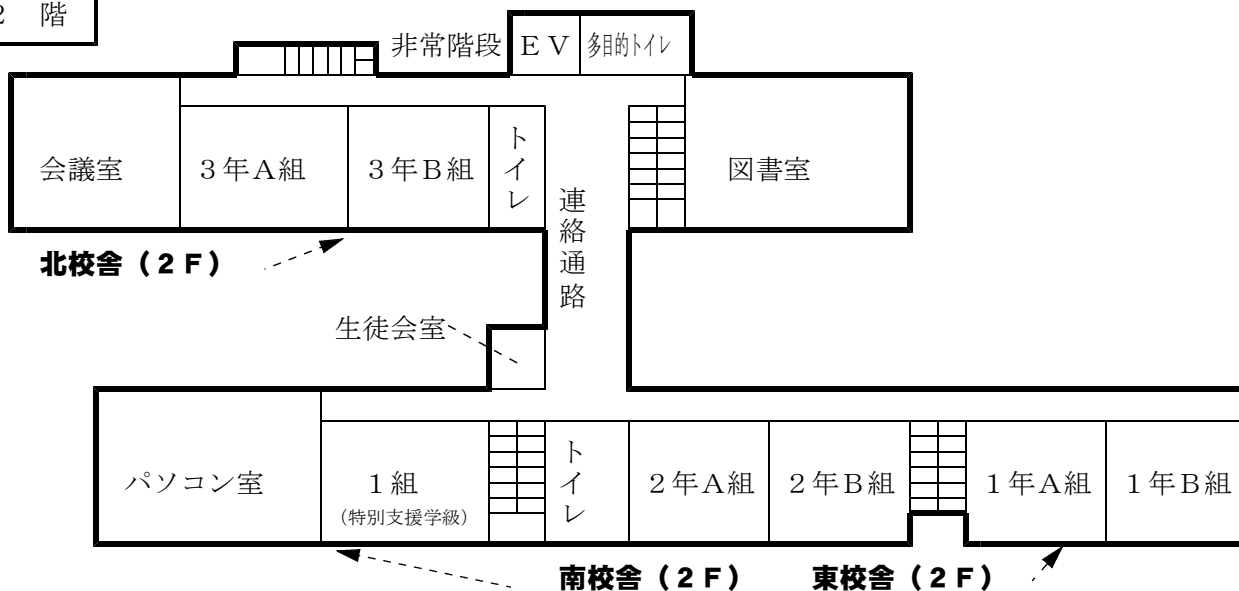 ２ 階
非常階段
ＥＶ
多目的トイレ
会議室
３年Ａ組
３年Ｂ組
トイレ
連絡通路
図書室
北校舎（２Ｆ）
生徒会室
パソコン室
１組
（特別支援学級）
トイレ
２年Ａ組
２年Ｂ組
１年Ａ組
１年Ｂ組
南校舎（２Ｆ）
東校舎（２Ｆ）